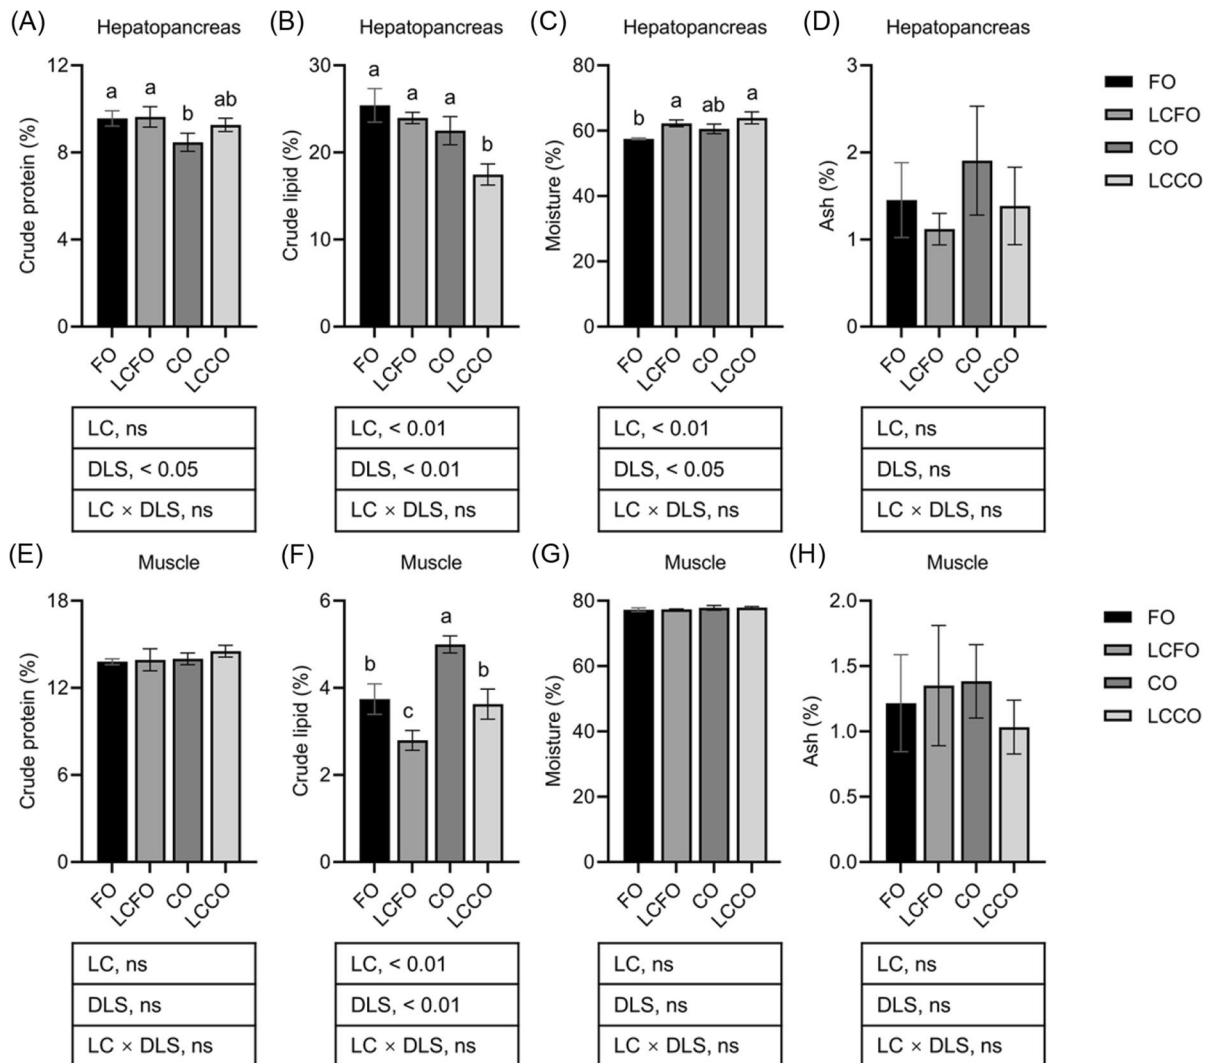 (A) Hepatopancreas
Crude protein (%)
12
8
4
0
a a b ab
FO LCFO CO LCCO
LC, ns
DLS, < 0.05
LC × DLS, ns
(B) Hepatopancreas
Crude lipid (%)
30
20
10
0
a a a b
FO LCFO CO LCCO
LC, < 0.01
DLS, < 0.01
LC × DLS, ns
(C) Hepatopancreas
Moisture (%)
80
60
40
20
0
b a ab a
FO LCFO CO LCCO
LC, < 0.01
DLS, < 0.05
LC × DLS, ns
(D) Hepatopancreas
Ash (%)
3
2
1
0
FO LCFO CO LCCO
LC, ns
DLS, ns
LC × DLS, ns
FO
LCFO
CO
LCCO
(E) Muscle
Crude protein (%)
18
12
6
0
FO LCFO CO LCCO
LC, ns
DLS, ns
LC × DLS, ns
(F) Muscle
Crude lipid (%)
6
4
2
0
b c a b
FO LCFO CO LCCO
LC, < 0.01
DLS, < 0.01
LC × DLS, ns
(G) Muscle
Moisture (%)
80
60
40
20
0
FO LCFO CO LCCO
LC, ns
DLS, ns
LC × DLS, ns
(H) Muscle
Ash (%)
2.0
1.5
1.0
0.5
0.0
FO LCFO CO LCCO
LC, ns
DLS, ns
LC × DLS, ns
FO
LCFO
CO
LCCO